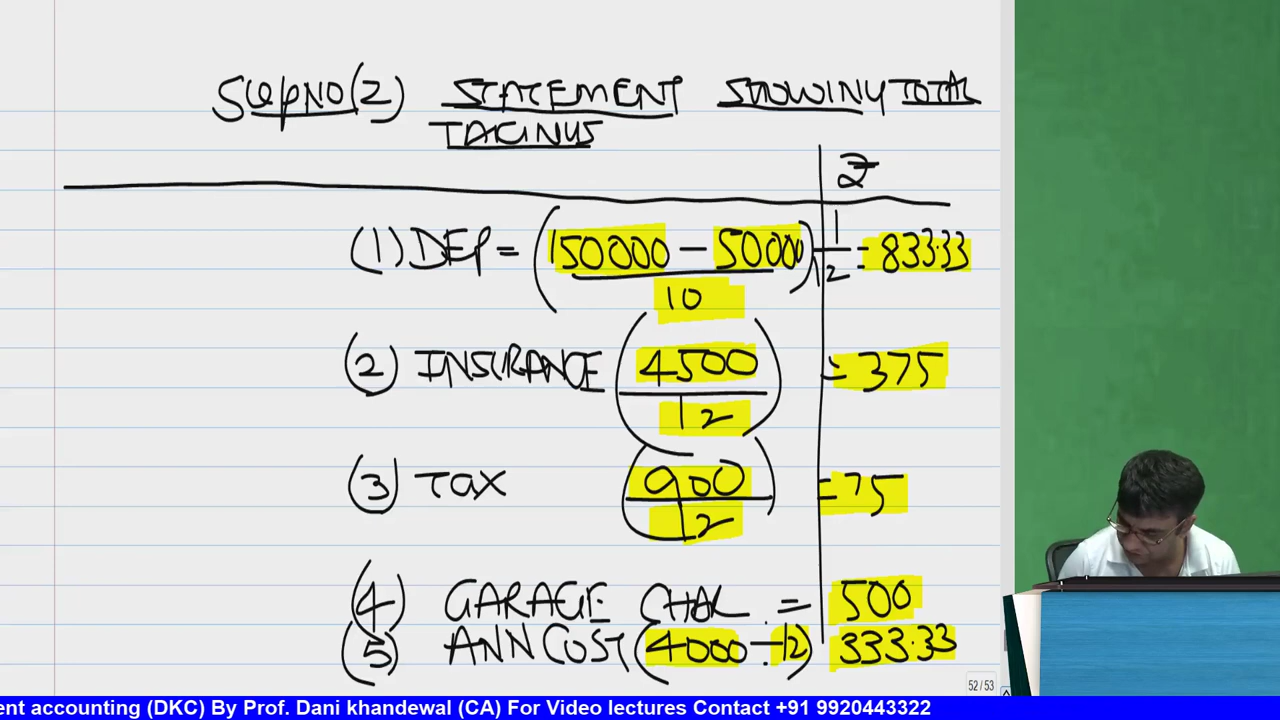 Step NO (2) STATEMENT SHOWING TOTAL
TAKINGS
₹
(1) DEP = (150000 - 50000) 1 = 833.33
10 12
(2) INSURANCE (4500) = 375
12
(3) TAX (900) = 75
12
(4) GARAGE CHAR. = 500
(5) ANN COST (4000 ÷ 12) 333.33
52 / 53
ent accounting (DKC) By Prof. Dani khandewal (CA) For Video lectures Contact +91 9920443322